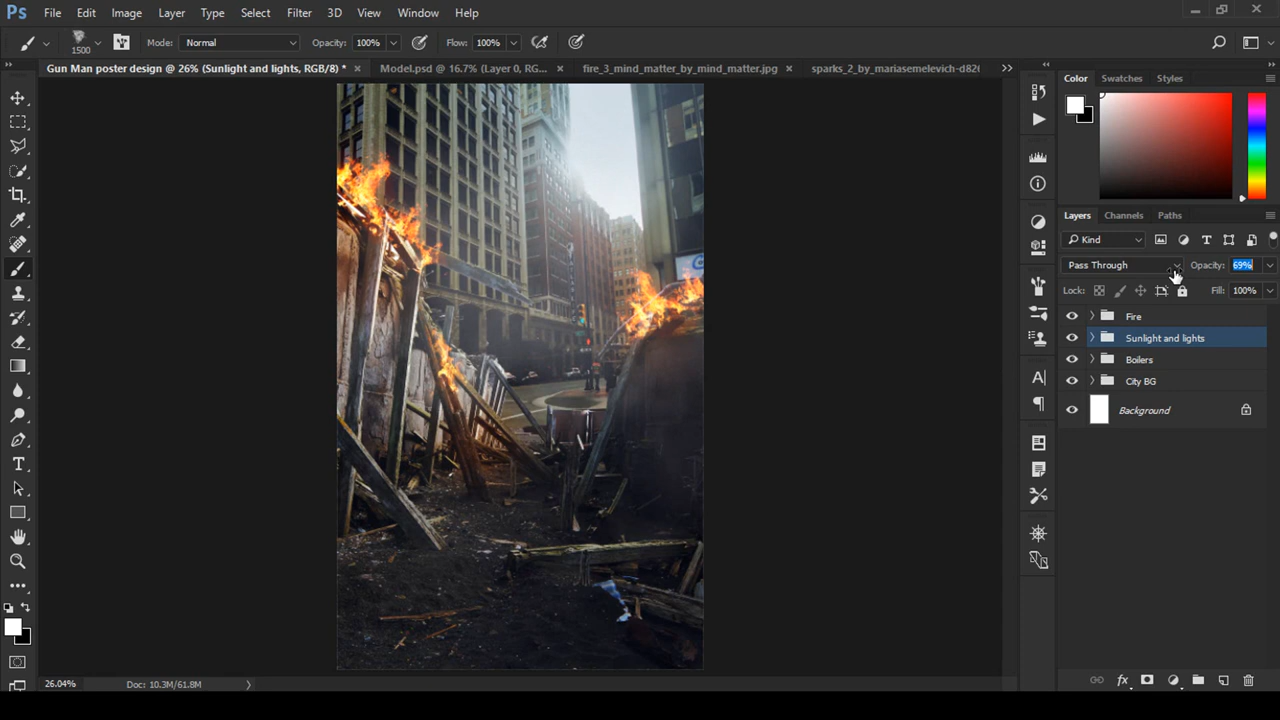 Ps File Edit Image Layer Type Select Filter 3D View Window Help
1500 Mode: Normal Opacity: 100% Flow: 100%
Gun Man poster design @ 26% (Sunlight and lights, RGB/8) * × Model.psd @ 16.7% (Layer 0, RG... × fire_3_mind_matter_by_mind_matter.jpg × sparks_2_by_mariasemelevich-d826
Color Swatches Styles
Layers Channels Paths
Kind
Pass Through Opacity: 69%
Lock: Fill: 100%
Fire
Sunlight and lights
Boilers
City BG
Background
26.04% Doc: 10.3M/61.8M